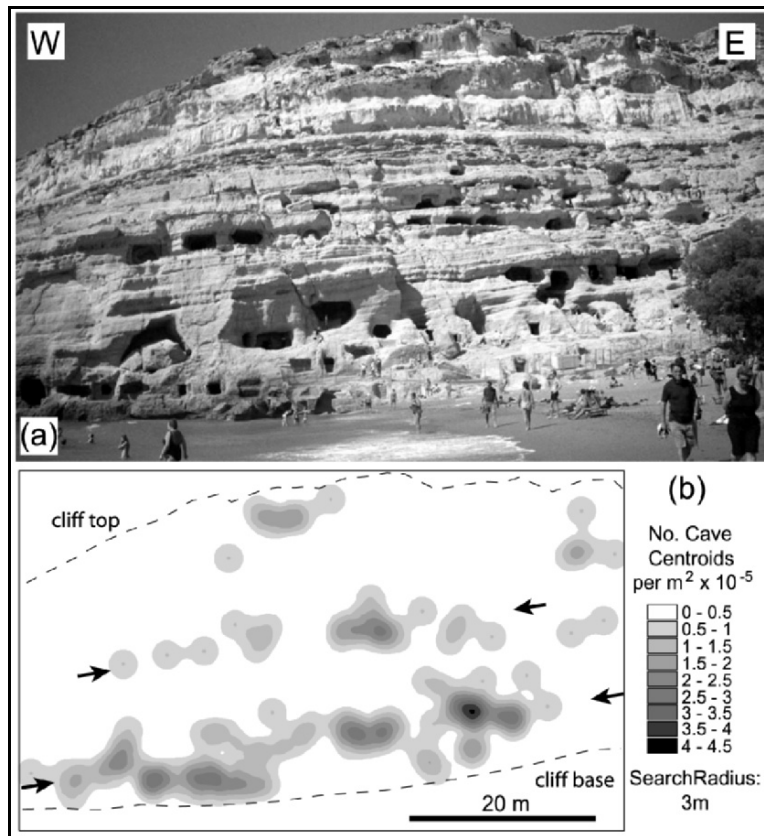 W
E
(a)
(b)
cliff top
No. Cave
Centroids
per m² x 10⁻⁵
0 - 0.5
0.5 - 1
1 - 1.5
1.5 - 2
2 - 2.5
2.5 - 3
3 - 3.5
3.5 - 4
4 - 4.5
cliff base
SearchRadius:
3m
20 m